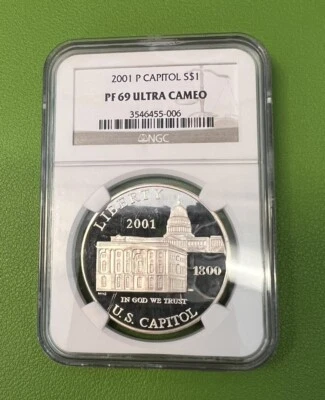 2001 P CAPITOL S$1
PF 69 ULTRA CAMEO
3546455-006
NGC
LIBERTY
2001
1800
IN GOD WE TRUST
U.S. CAPITOL